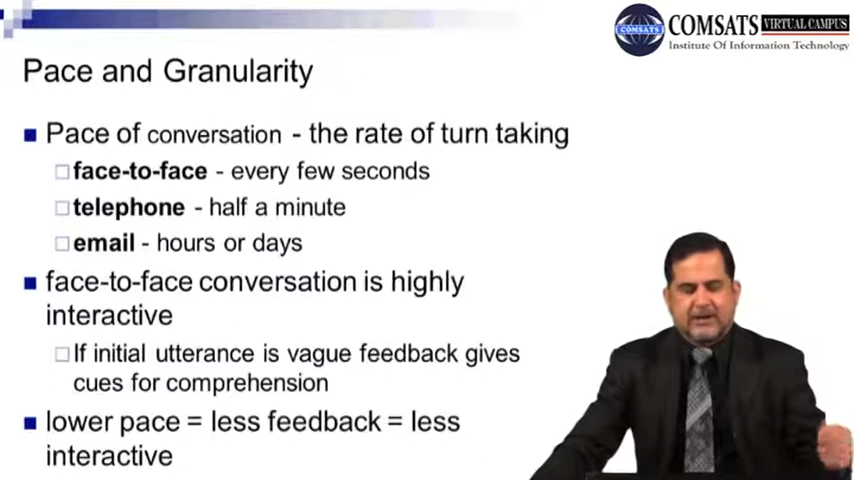 COMSATS
COMSATS VIRTUAL CAMPUS
Institute Of Information Technology
Pace and Granularity
Pace of conversation - the rate of turn taking
face-to-face - every few seconds
telephone - half a minute
email - hours or days
face-to-face conversation is highly
interactive
If initial utterance is vague feedback gives
cues for comprehension
lower pace = less feedback = less
interactive